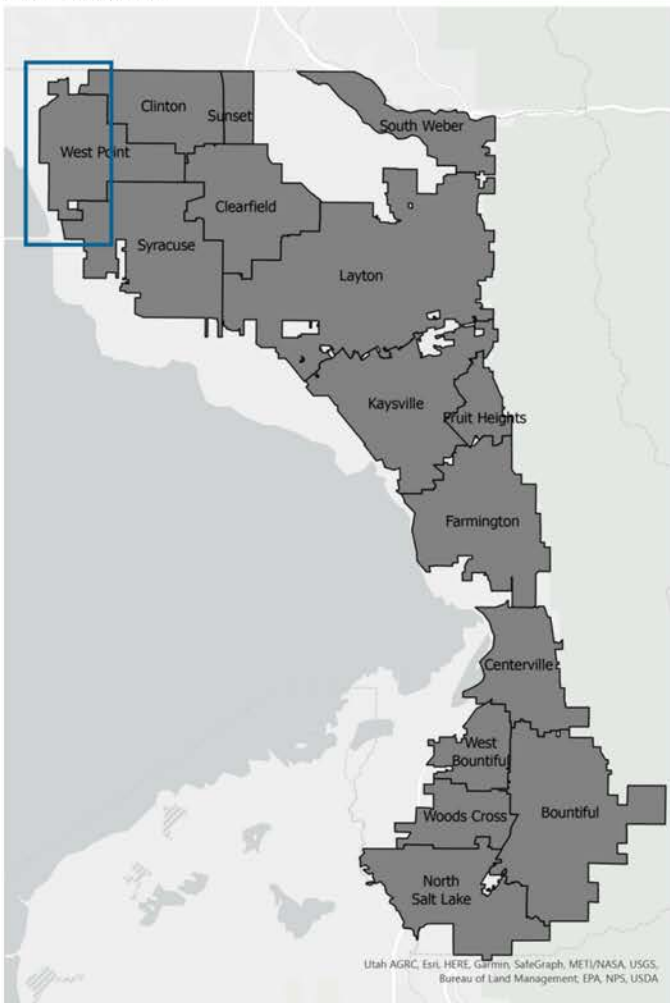 Clinton
Sunset
South Weber
West Point
Clearfield
Syracuse
Layton
Kaysville
Fruit Heights
Farmington
Centerville
West
Bountiful
Woods Cross
Bountiful
North
Salt Lake
Utah AGRC, Esri, HERE, Garmin, SafeGraph, METI/NASA, USGS,
Bureau of Land Management, EPA, NPS, USDA